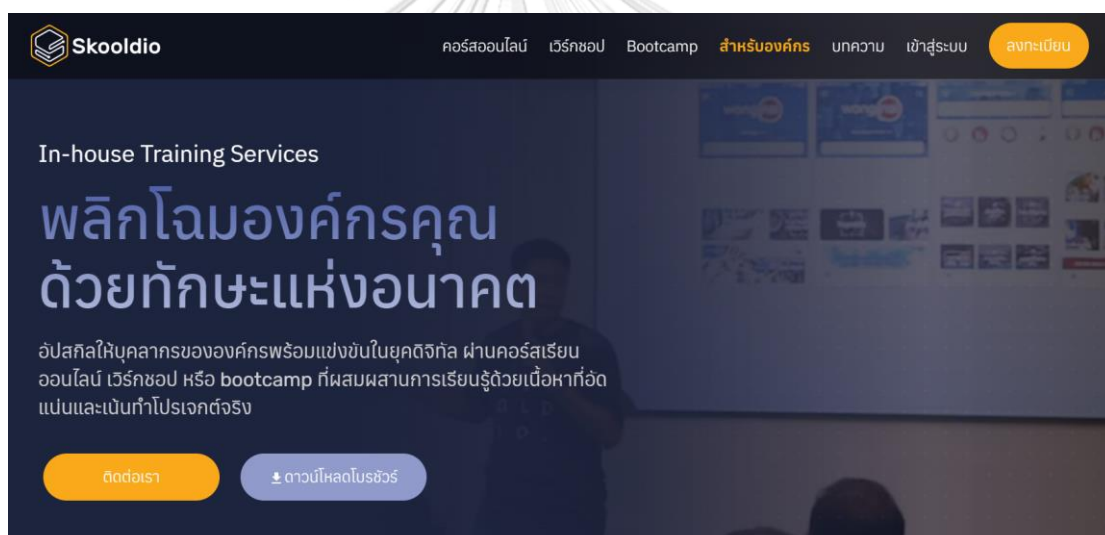 Skooldio
คอร์สออนไลน์ เวิร์กชอป Bootcamp สำหรับองค์กร บทความ เข้าสู่ระบบ ลงทะเบียน
In-house Training Services
พลิกโฉมองค์กรคุณ
ด้วยทักษะแห่งอนาคต
อัปสกิลให้บุคลากรขององค์กรพร้อมแข่งขันในยุคดิจิทัล ผ่านคอร์สเรียน
ออนไลน์ เวิร์กชอป หรือ bootcamp ที่ผสมผสานการเรียนรู้ด้วยเนื้อหาที่อัด
แน่นและเน้นทำโปรเจกต์จริง
ติดต่อเรา ดาวน์โหลดโบรชัวร์